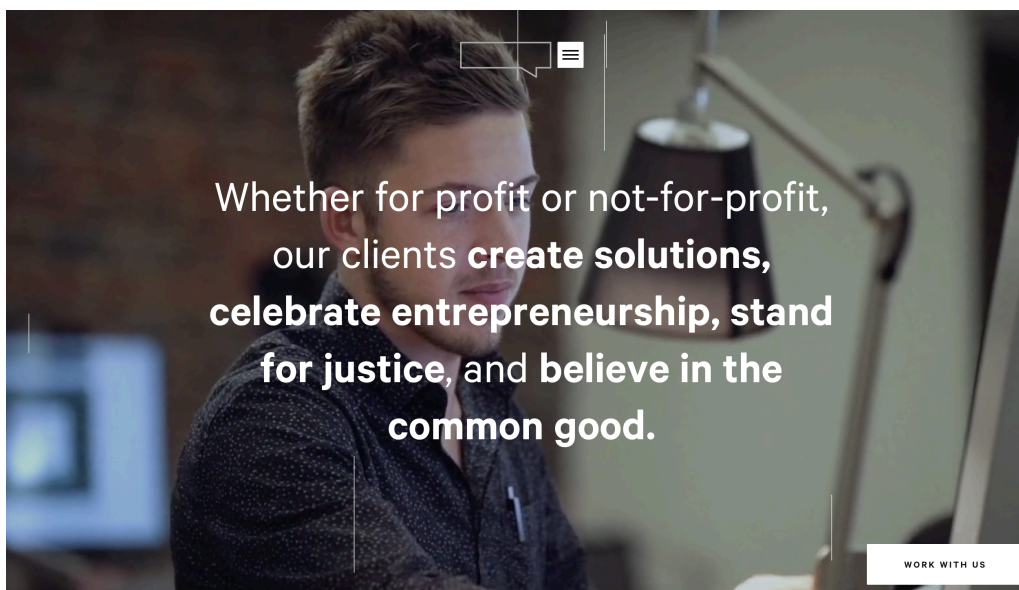 Whether for profit or not-for-profit,
our clients create solutions,
celebrate entrepreneurship, stand
for justice, and believe in the
common good.
WORK WITH US